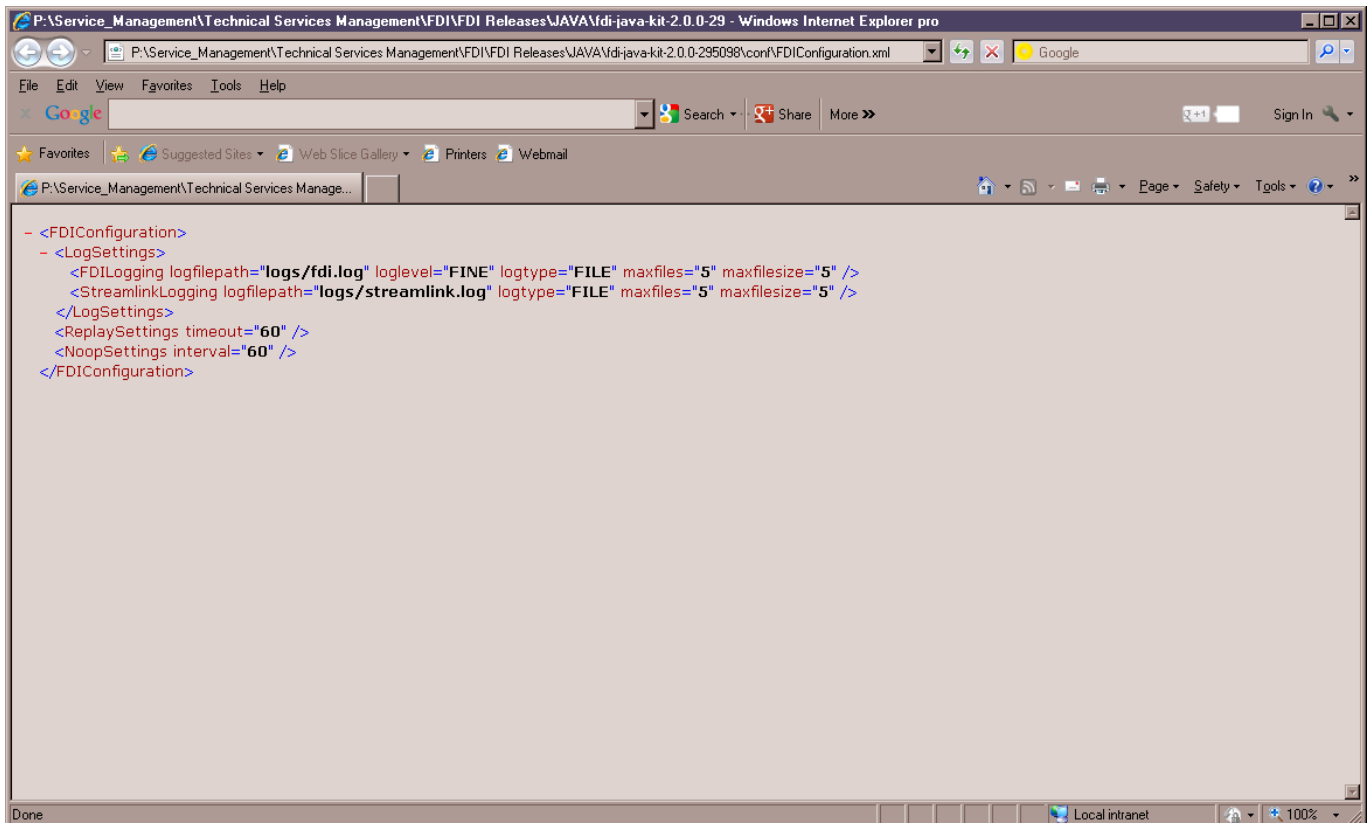 P:\Service_Management\Technical Services Management\FDI\FDI Releases\JAVA\fdi-java-kit-2.0.0-29 - Windows Internet Explorer pro
P:\Service_Management\Technical Services Management\FDI\FDI Releases\JAVA\fdi-java-kit-2.0.0-295098\conf\FDIConfiguration.xml Google
File Edit View Favorites Tools Help
x Google Search Share More » +1 Sign In
Favorites Suggested Sites Web Slice Gallery Printers Webmail
P:\Service_Management\Technical Services Manage... Page Safety Tools »
- <FDIConfiguration>
- <LogSettings>
<FDILogging logfilepath="logs/fdi.log" loglevel="FINE" logtype="FILE" maxfiles="5" maxfilesize="5" />
<StreamlinkLogging logfilepath="logs/streamlink.log" logtype="FILE" maxfiles="5" maxfilesize="5" />
</LogSettings>
<ReplaySettings timeout="60" />
<NoopSettings interval="60" />
</FDIConfiguration>
Done Local intranet 100%